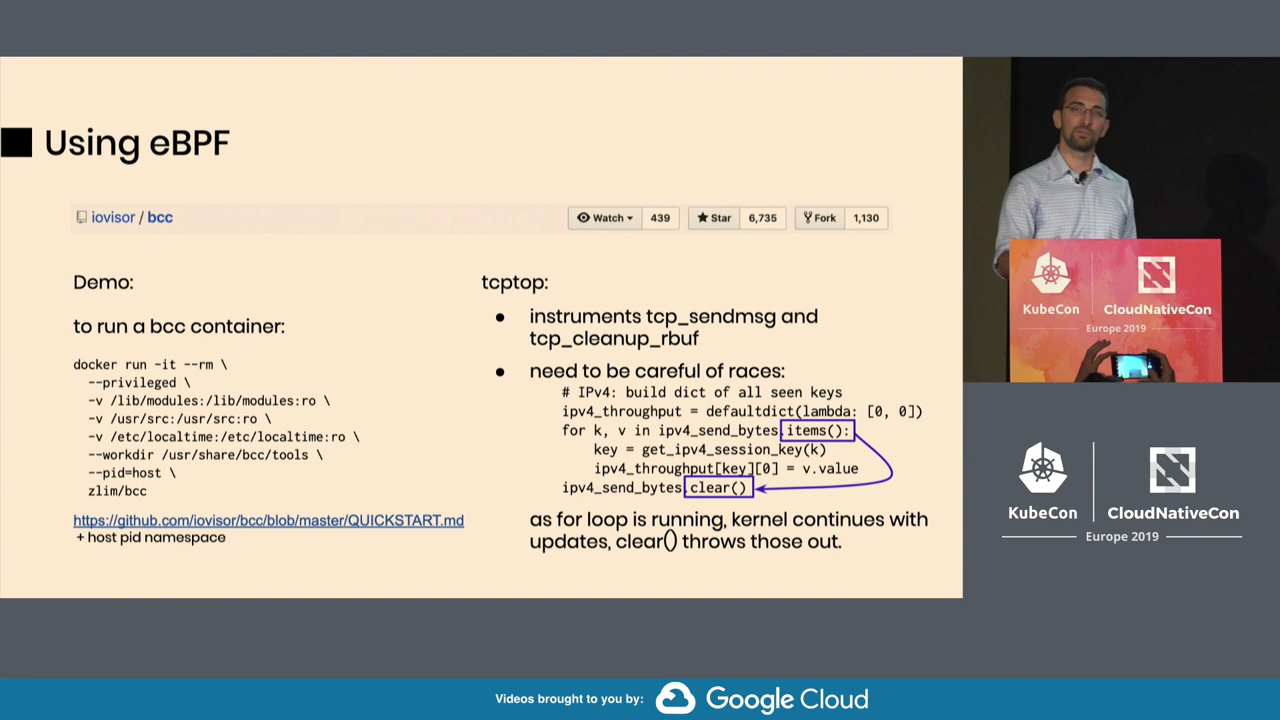 Using eBPF
iovisor / bcc
Watch 439
Star 6,735
Fork 1,130
Demo:
to run a bcc container:
docker run -it --rm \
--privileged \
-v /lib/modules:/lib/modules:ro \
-v /usr/src:/usr/src:ro \
-v /etc/localtime:/etc/localtime:ro \
--workdir /usr/share/bcc/tools \
--pid=host \
zlim/bcc
https://github.com/iovisor/bcc/blob/master/QUICKSTART.md
+ host pid namespace
tcptop:
● instruments tcp_sendmsg and
tcp_cleanup_rbuf
● need to be careful of races:
# IPv4: build dict of all seen keys
ipv4_throughput = defaultdict(lambda: [0, 0])
for k, v in ipv4_send_bytes.items():
key = get_ipv4_session_key(k)
ipv4_throughput[key][0] = v.value
ipv4_send_bytes.clear()
as for loop is running, kernel continues with
updates, clear() throws those out.
KubeCon
CloudNativeCon
Europe 2019
KubeCon
CloudNativeCon
Europe 2019
Videos brought to you by: Google Cloud